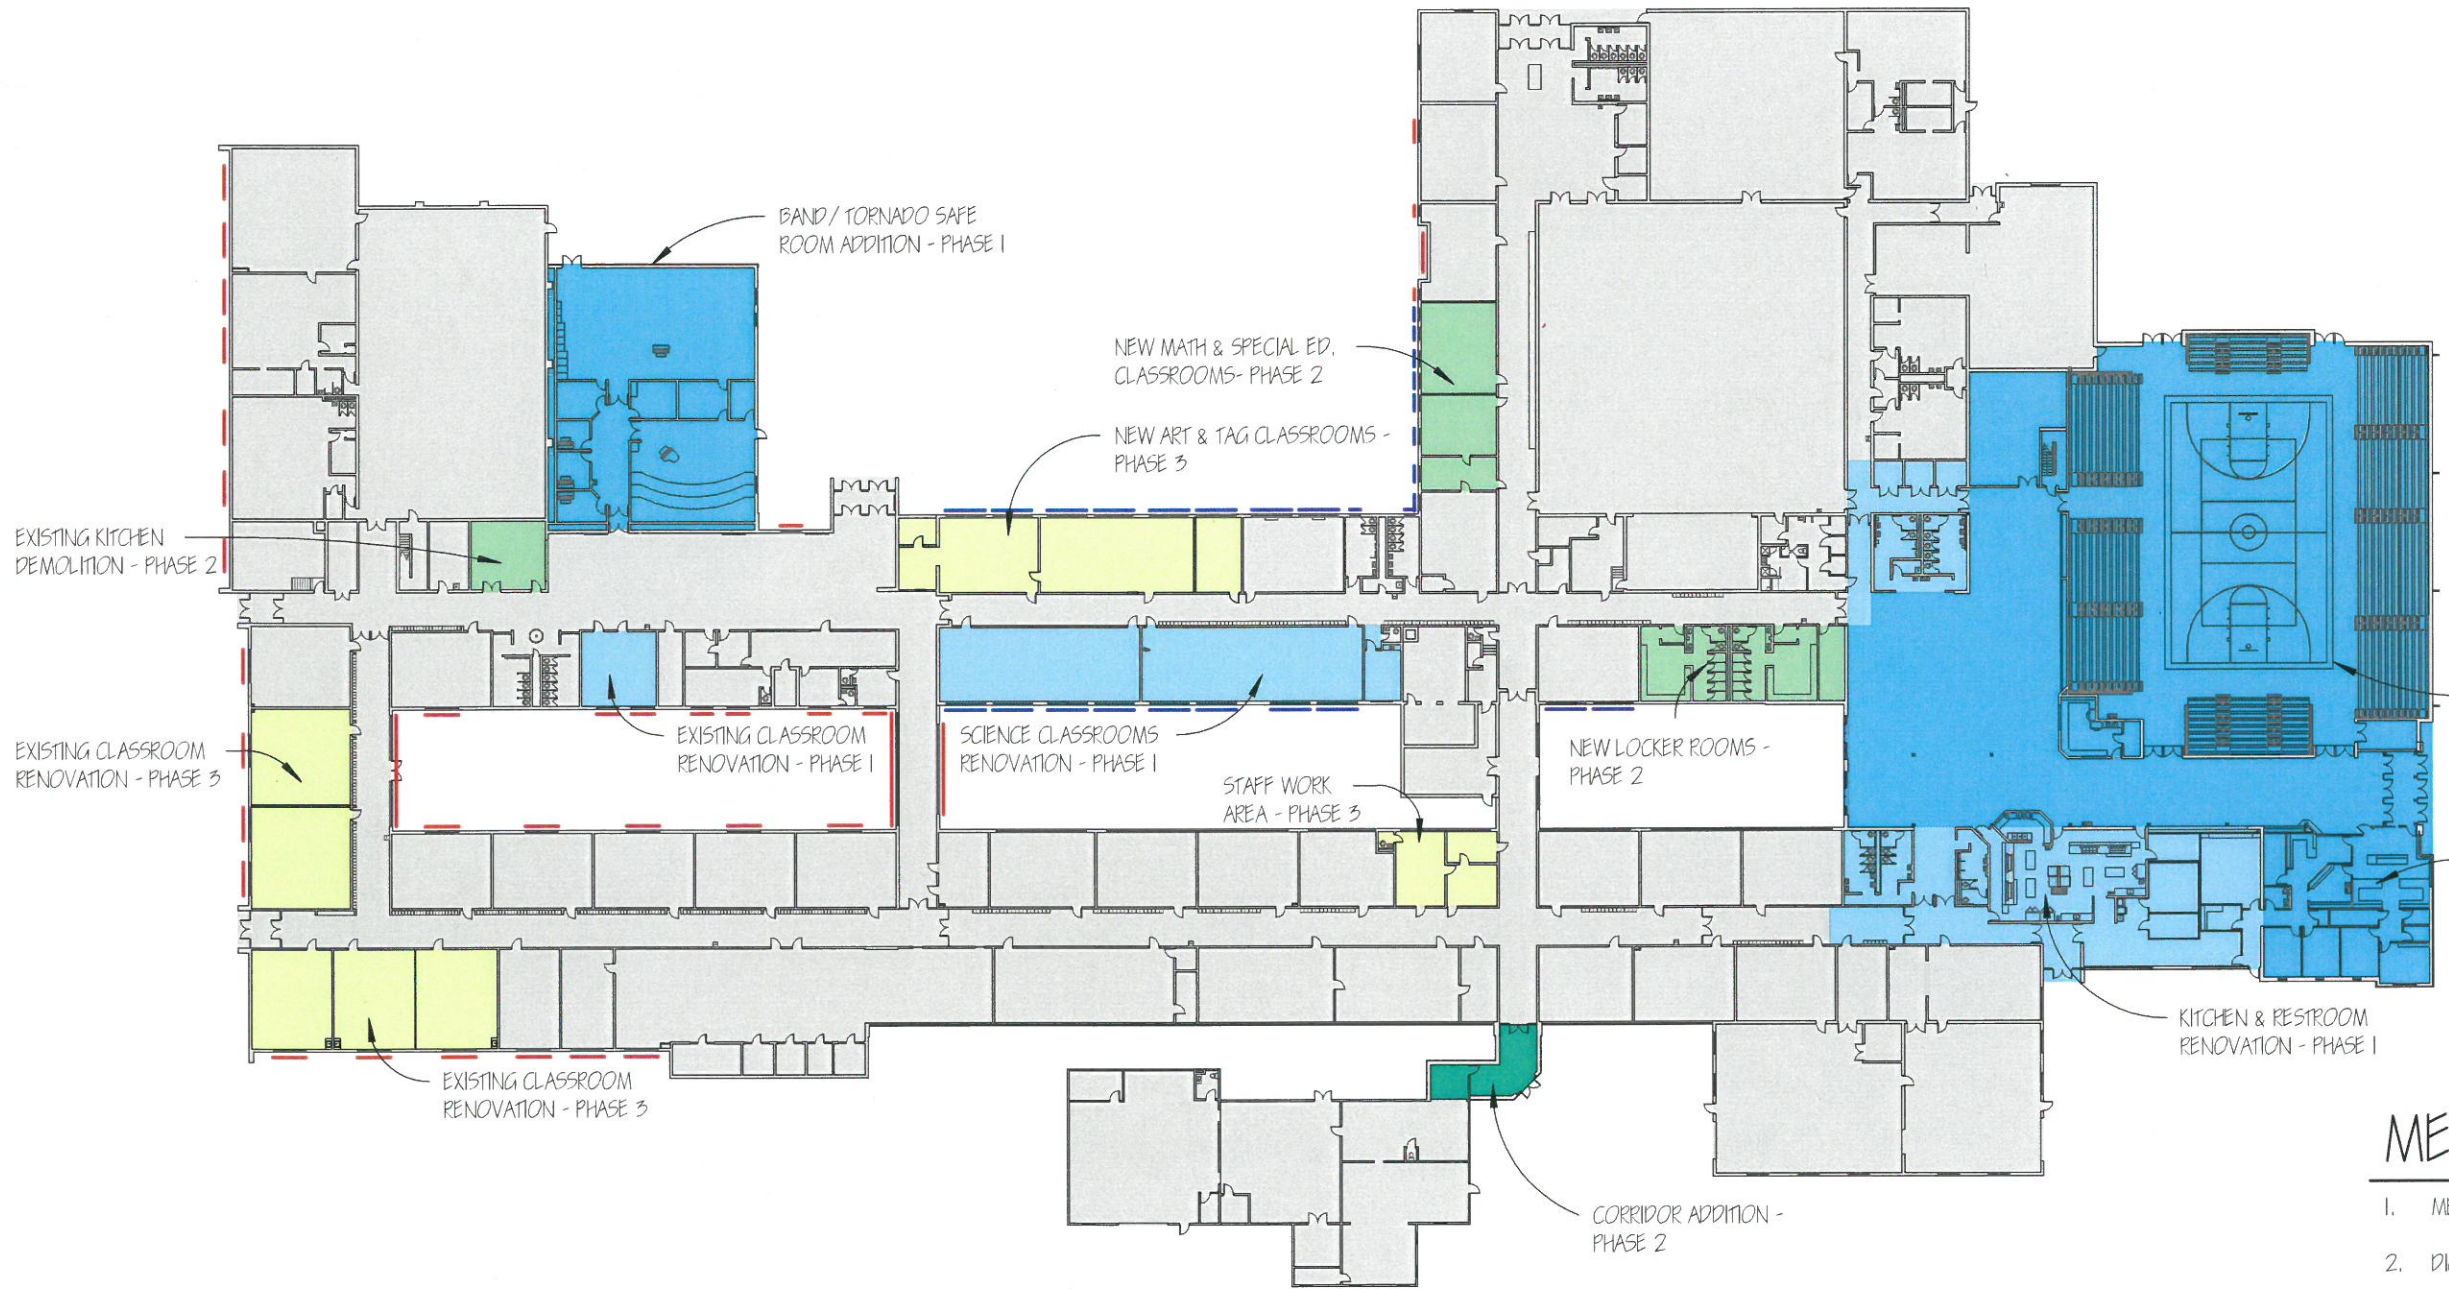 BAND/ TORNADO SAFE
ROOM ADDITION - PHASE 1
NEW MATH & SPECIAL ED.
CLASSROOMS- PHASE 2
NEW ART & TAG CLASSROOMS -
PHASE 3
EXISTING KITCHEN
DEMOLITION - PHASE 2
EXISTING CLASSROOM
RENOVATION - PHASE 3
EXISTING CLASSROOM
RENOVATION - PHASE 1
SCIENCE CLASSROOMS
RENOVATION - PHASE 1
STAFF WORK
AREA - PHASE 3
NEW LOCKER ROOMS -
PHASE 2
KITCHEN & RESTROOM
RENOVATION - PHASE 1
EXISTING CLASSROOM
RENOVATION - PHASE 3
CORRIDOR ADDITION -
PHASE 2
1.
2.